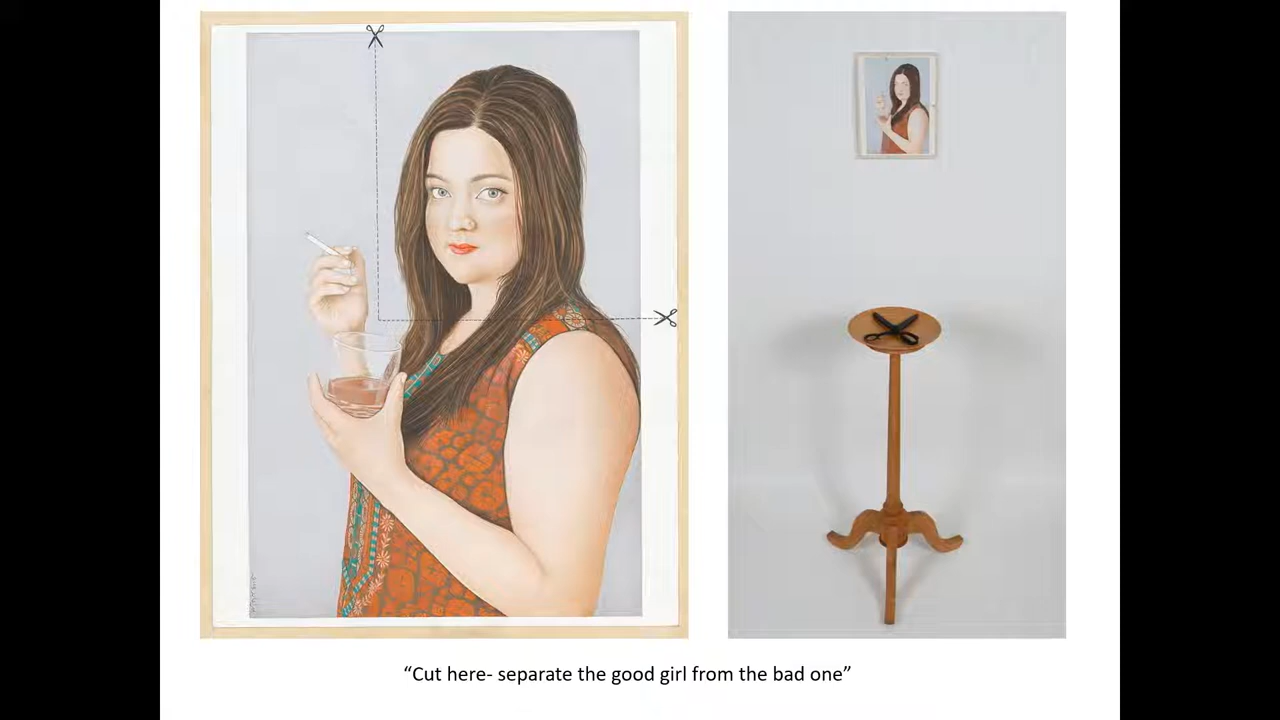 “Cut here- separate the good girl from the bad one”